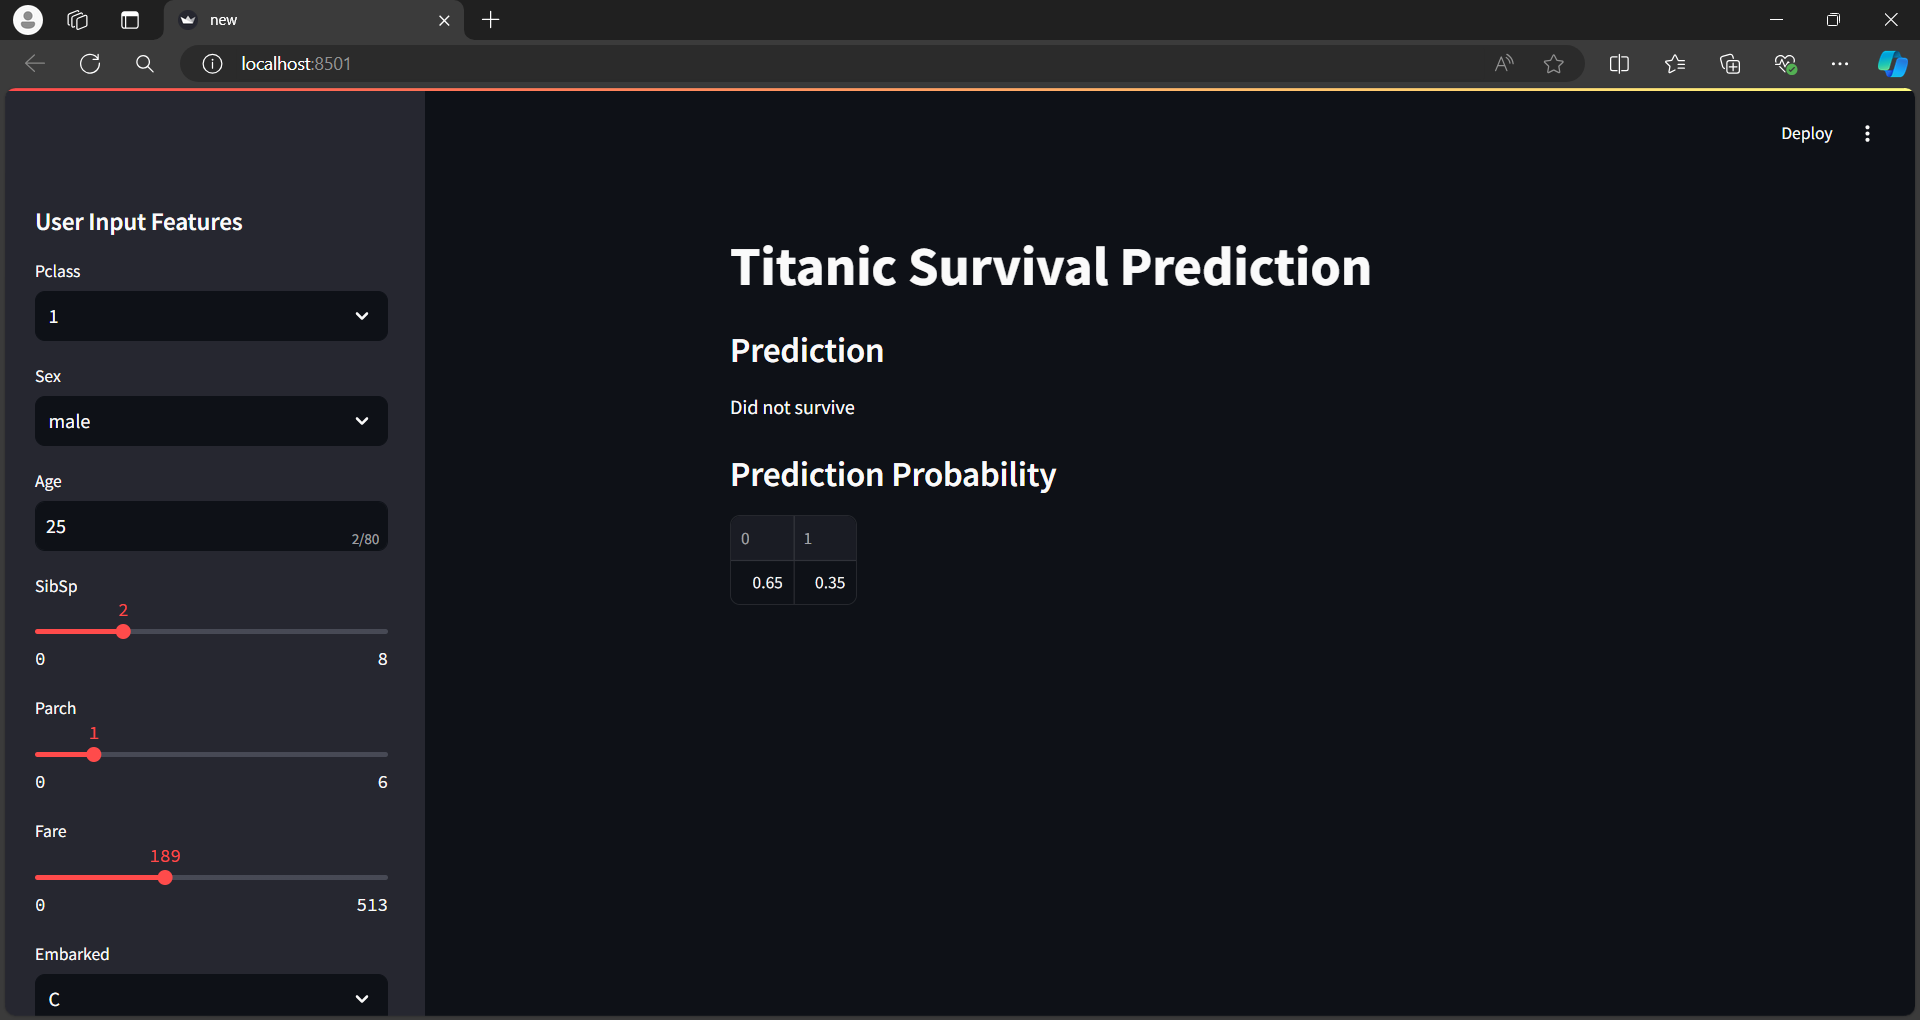 new
localhost:8501
Deploy
User Input Features
Pclass
1
Sex
male
Age
25
2/80
SibSp
2
0 8
Parch
1
0 6
Fare
189
0 513
Embarked
C
Titanic Survival Prediction
Prediction
Did not survive
Prediction Probability
0 1
0.65 0.35